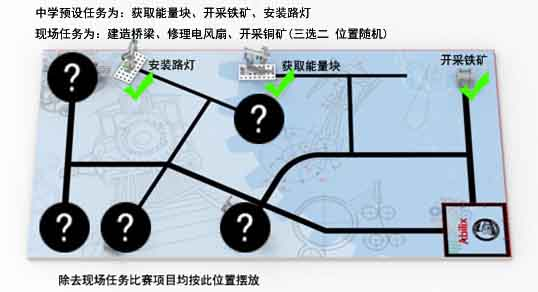 中学预设任务为：获取能量块、开采铁矿、安装路灯
现场任务为：建造桥梁、修理电风扇、开采铜矿(三选二 位置随机)
安装路灯
获取能量块
开采铁矿
?
?
?
?
?
Abilix
除去现场任务比赛项目均按此位置摆放